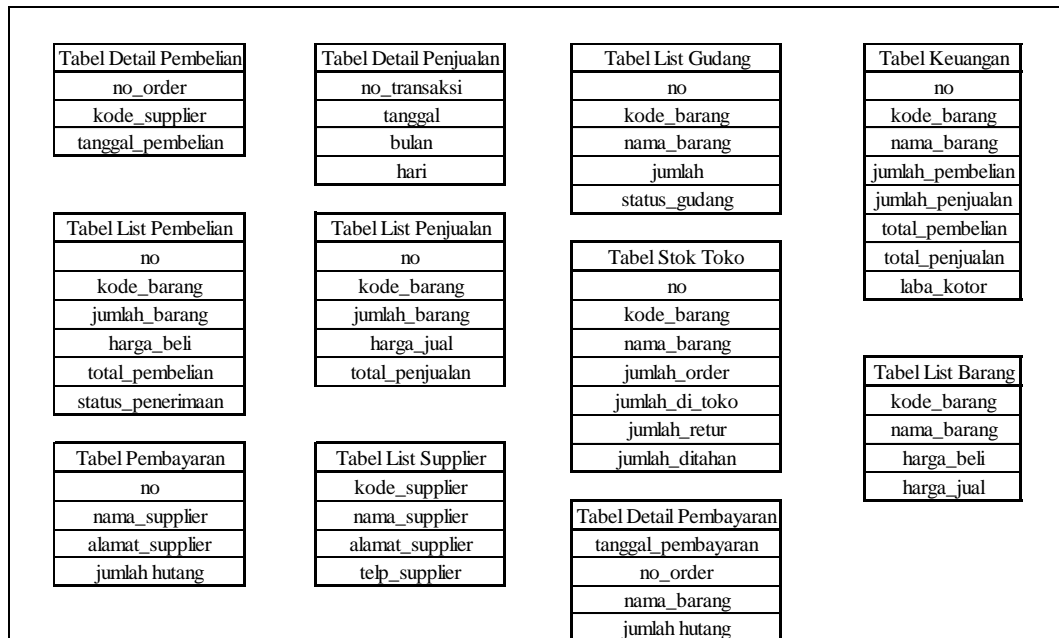 Tabel Detail Pembelian
no_order
kode_supplier
tanggal_pembelian
Tabel List Pembelian
no
kode_barang
jumlah_barang
harga_beli
total_pembelian
status_penerimaan
Tabel Pembayaran
no
nama_supplier
alamat_supplier
jumlah hutang
Tabel Detail Penjualan
no_transaksi
tanggal
bulan
hari
Tabel List Penjualan
no
kode_barang
jumlah_barang
harga_jual
total_penjualan
Tabel List Supplier
kode_supplier
nama_supplier
alamat_supplier
telp_supplier
Tabel List Gudang
no
kode_barang
nama_barang
jumlah
status_gudang
Tabel Stok Toko
no
kode_barang
nama_barang
jumlah_order
jumlah_di_toko
jumlah_retur
jumlah_ditahan
Tabel Detail Pembayaran
tanggal_pembayaran
no_order
nama_barang
jumlah hutang
Tabel Keuangan
no
kode_barang
nama_barang
jumlah_pembelian
jumlah_penjualan
total_pembelian
total_penjualan
laba_kotor
Tabel List Barang
kode_barang
nama_barang
harga_beli
harga_jual